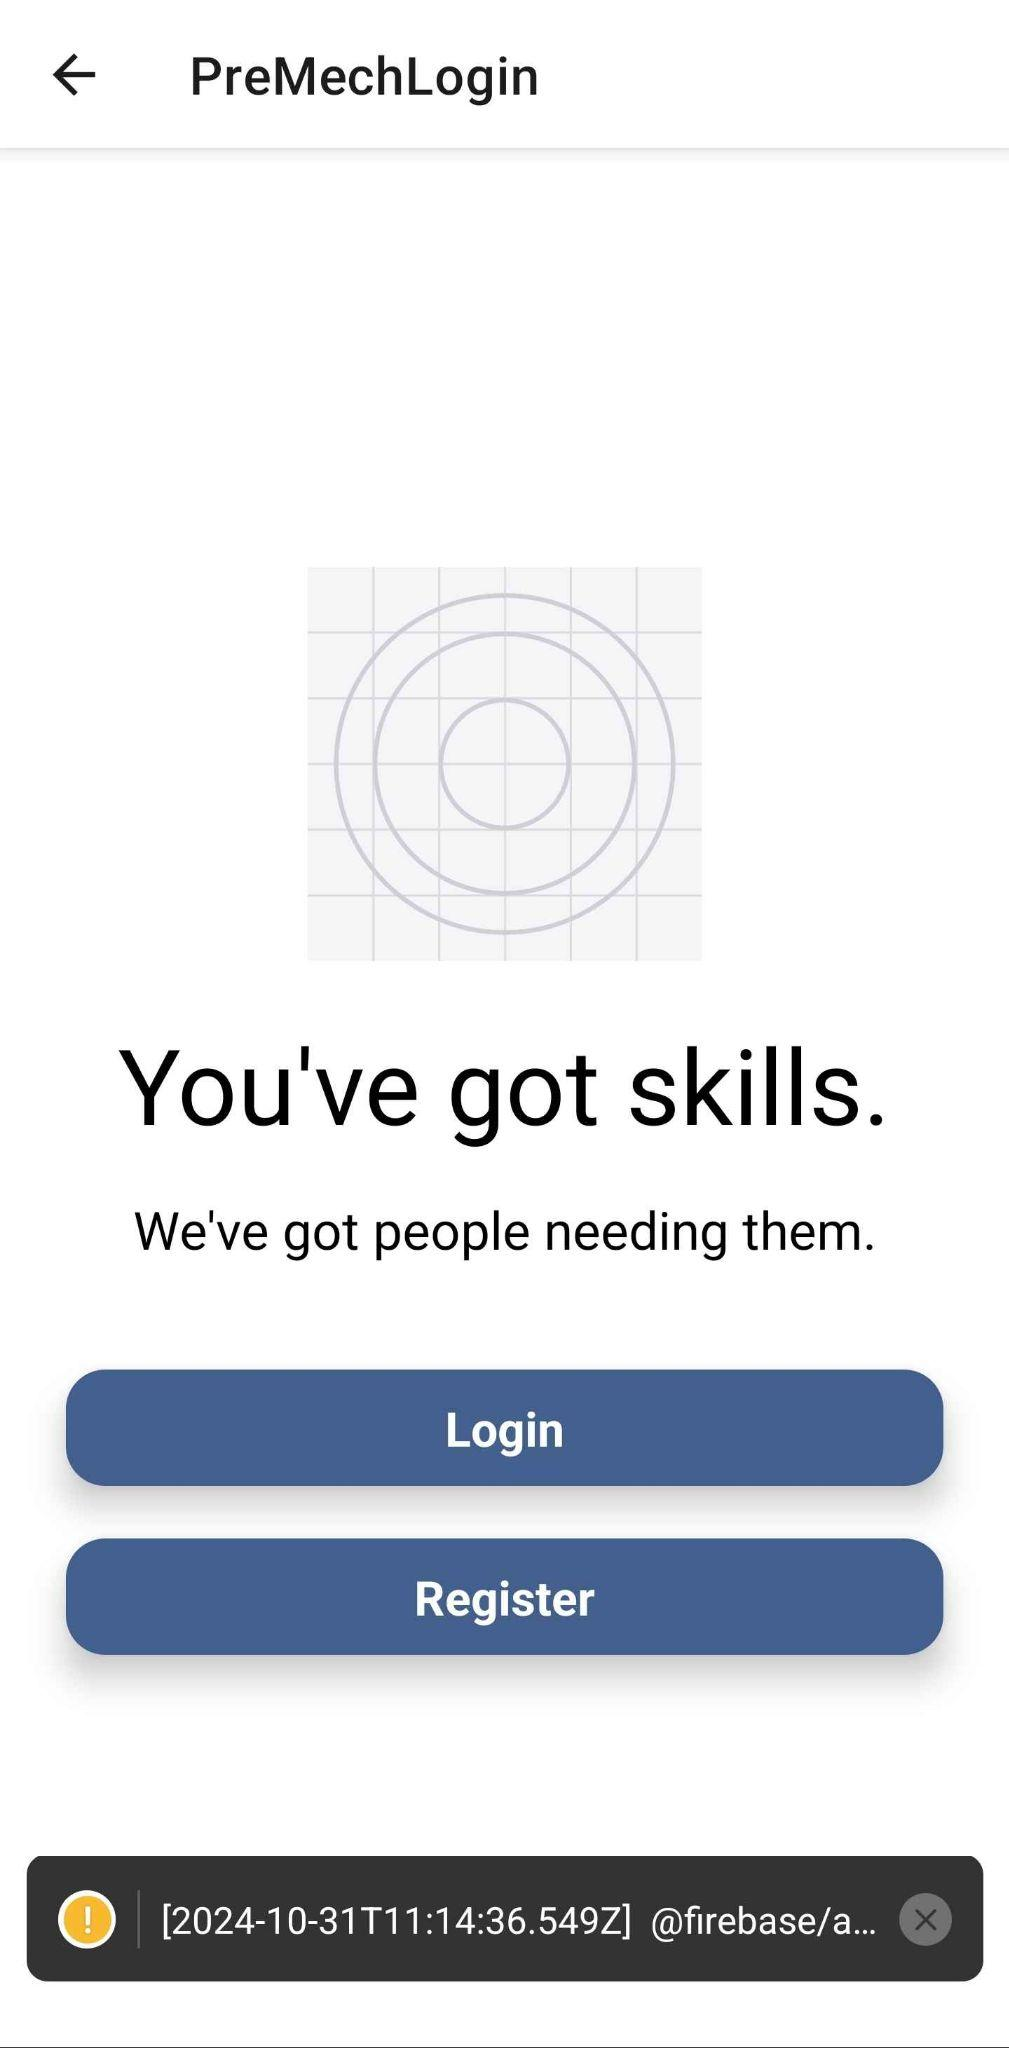 PreMechLogin
You've got skills.
We've got people needing them.
Login
Register
[2024-10-31T11:14:36.549Z]  @firebase/a...